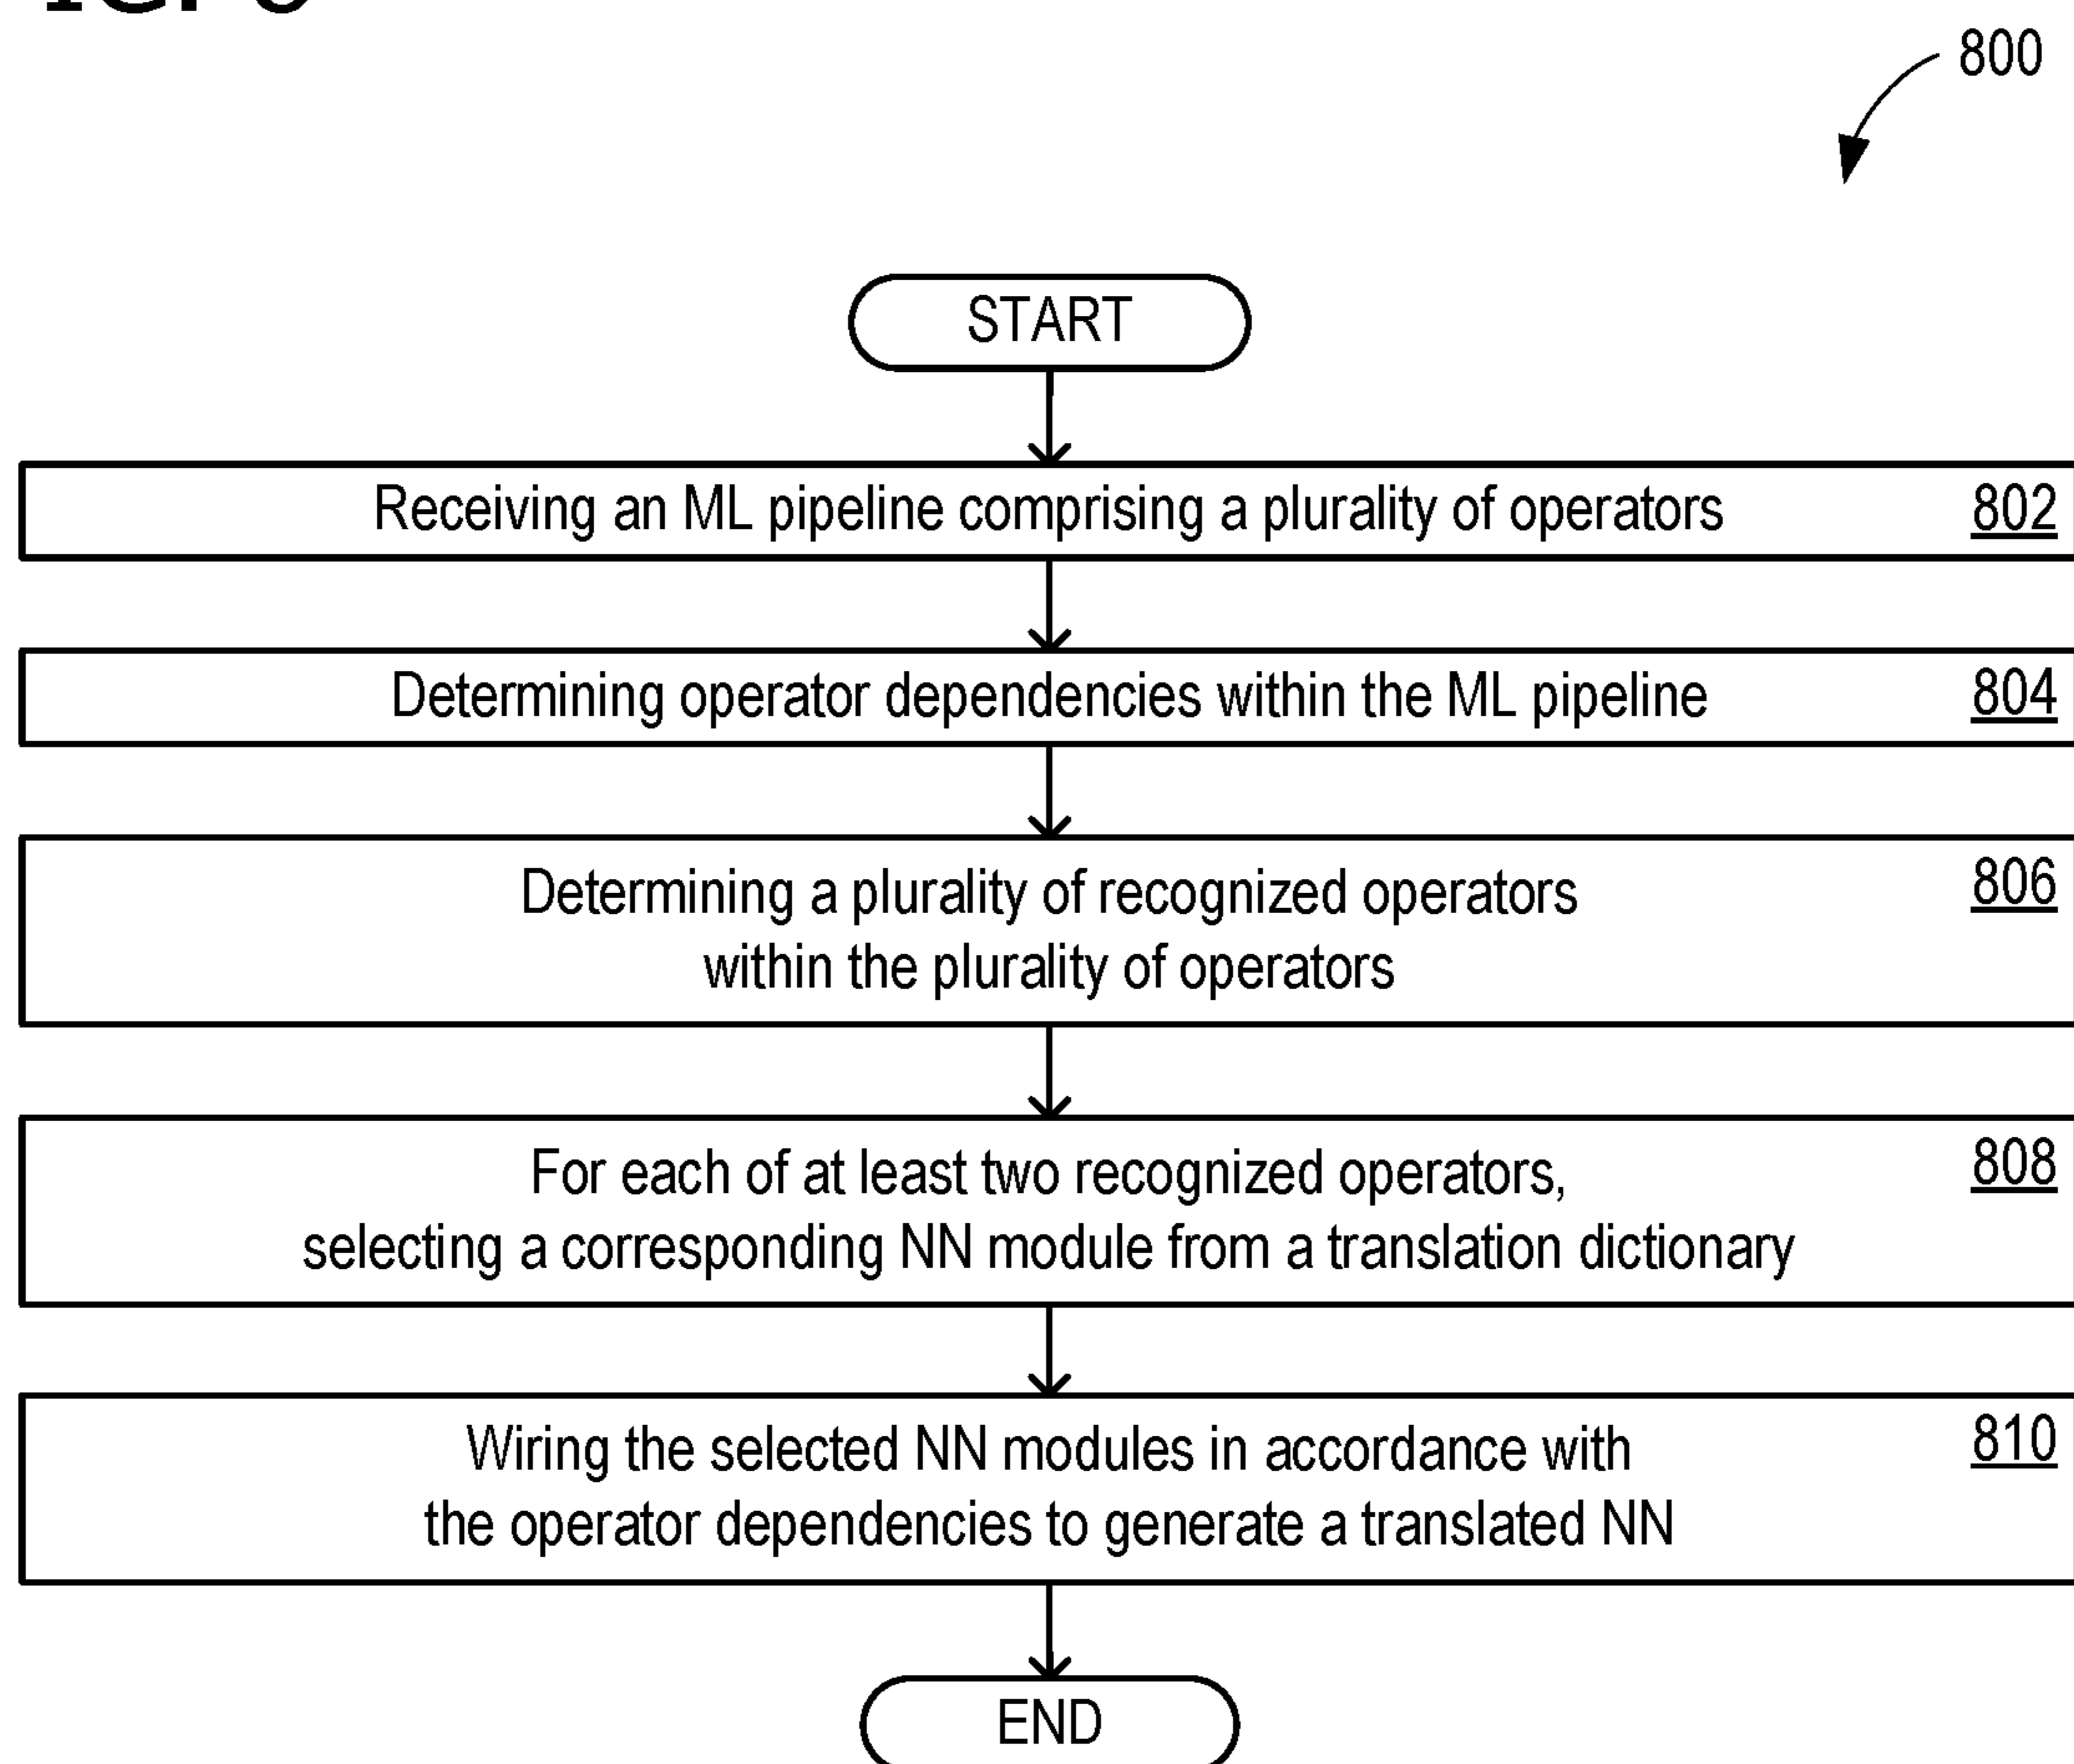 800
START
Receiving an ML pipeline comprising a plurality of operators 802
Determining operator dependencies within the ML pipeline 804
Determining a plurality of recognized operators 806
within the plurality of operators
For each of at least two recognized operators, 808
selecting a corresponding NN module from a translation dictionary
Wiring the selected NN modules in accordance with 810
the operator dependencies to generate a translated NN
END